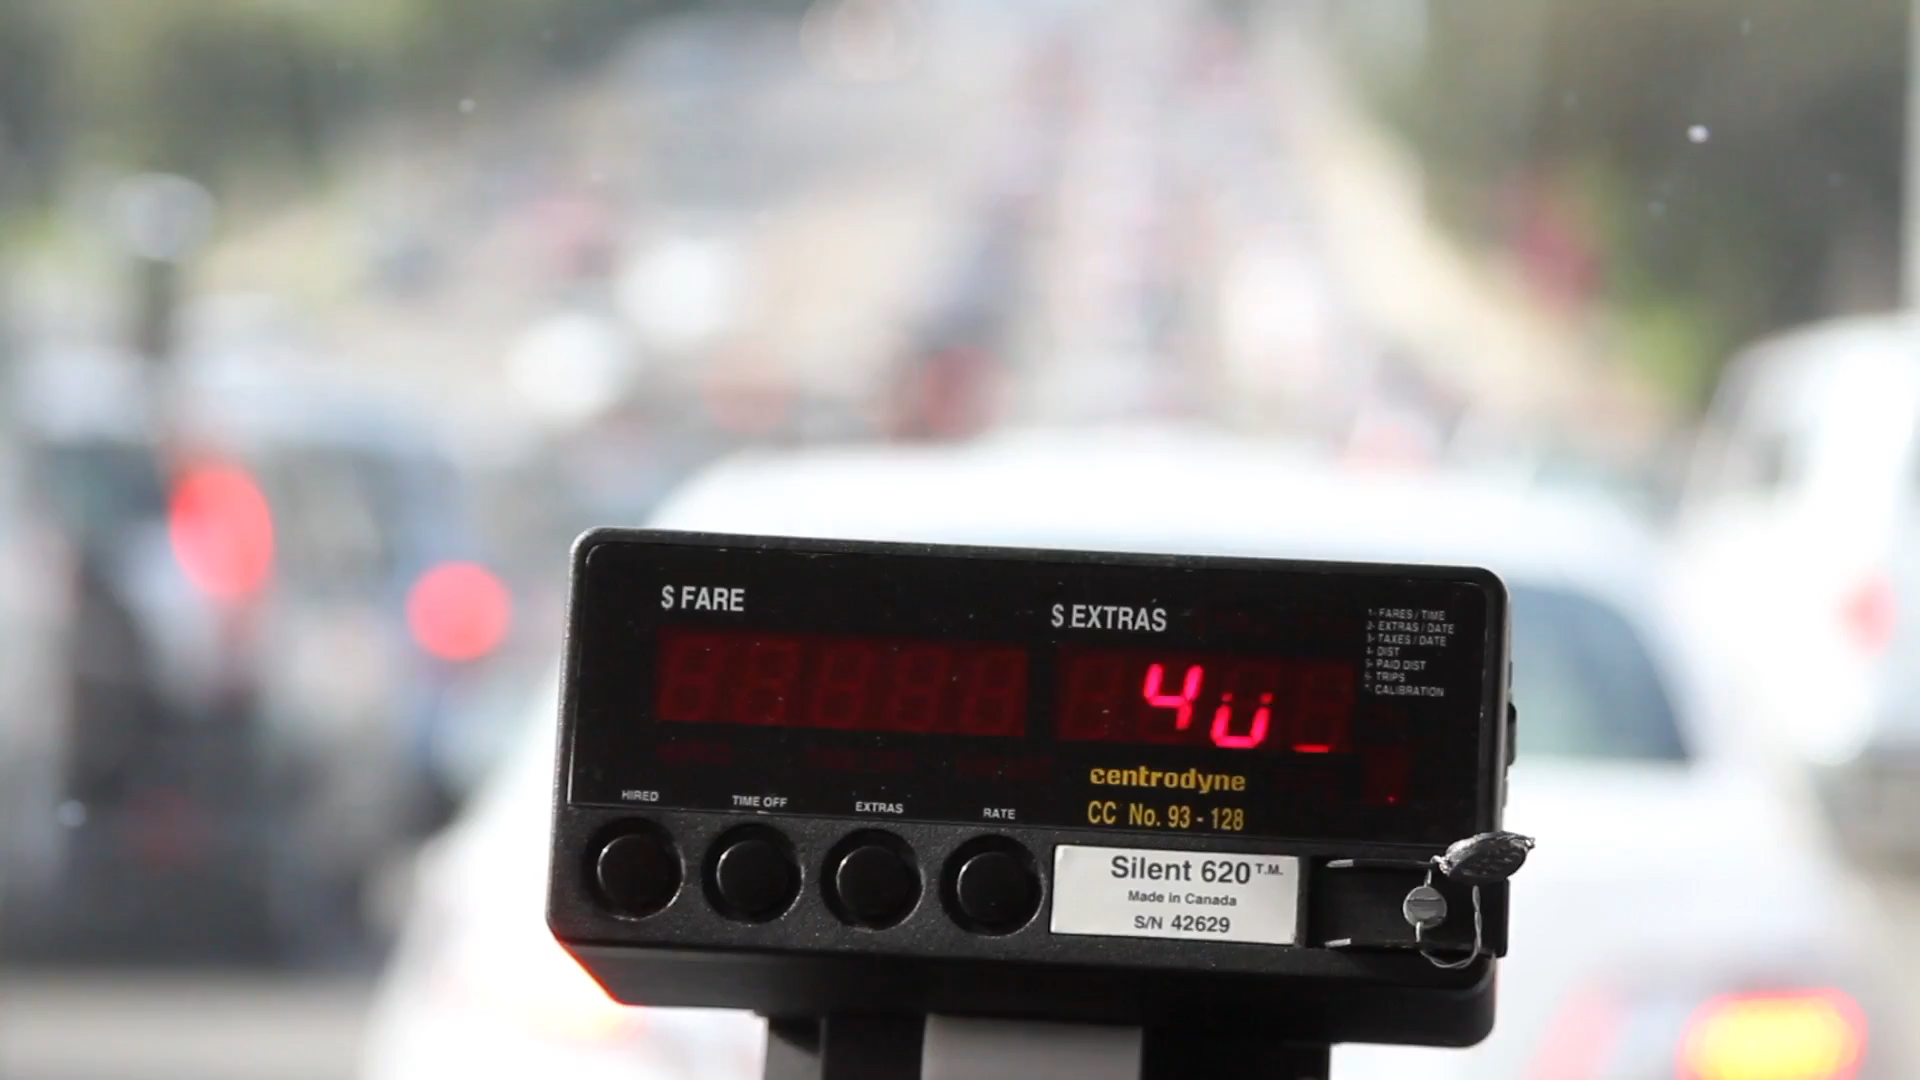 $ FARE
$ EXTRAS
1- FARES / TIME
2- EXTRAS / DATE
3- TAXES / DATE
4- DIST
5- PAID DIST
6- TRIPS
7- CALIBRATION
centrodyne
CC No. 93 - 128
HIRED
TIME OFF
EXTRAS
RATE
Silent 620 T.M.
Made in Canada
S/N 42629